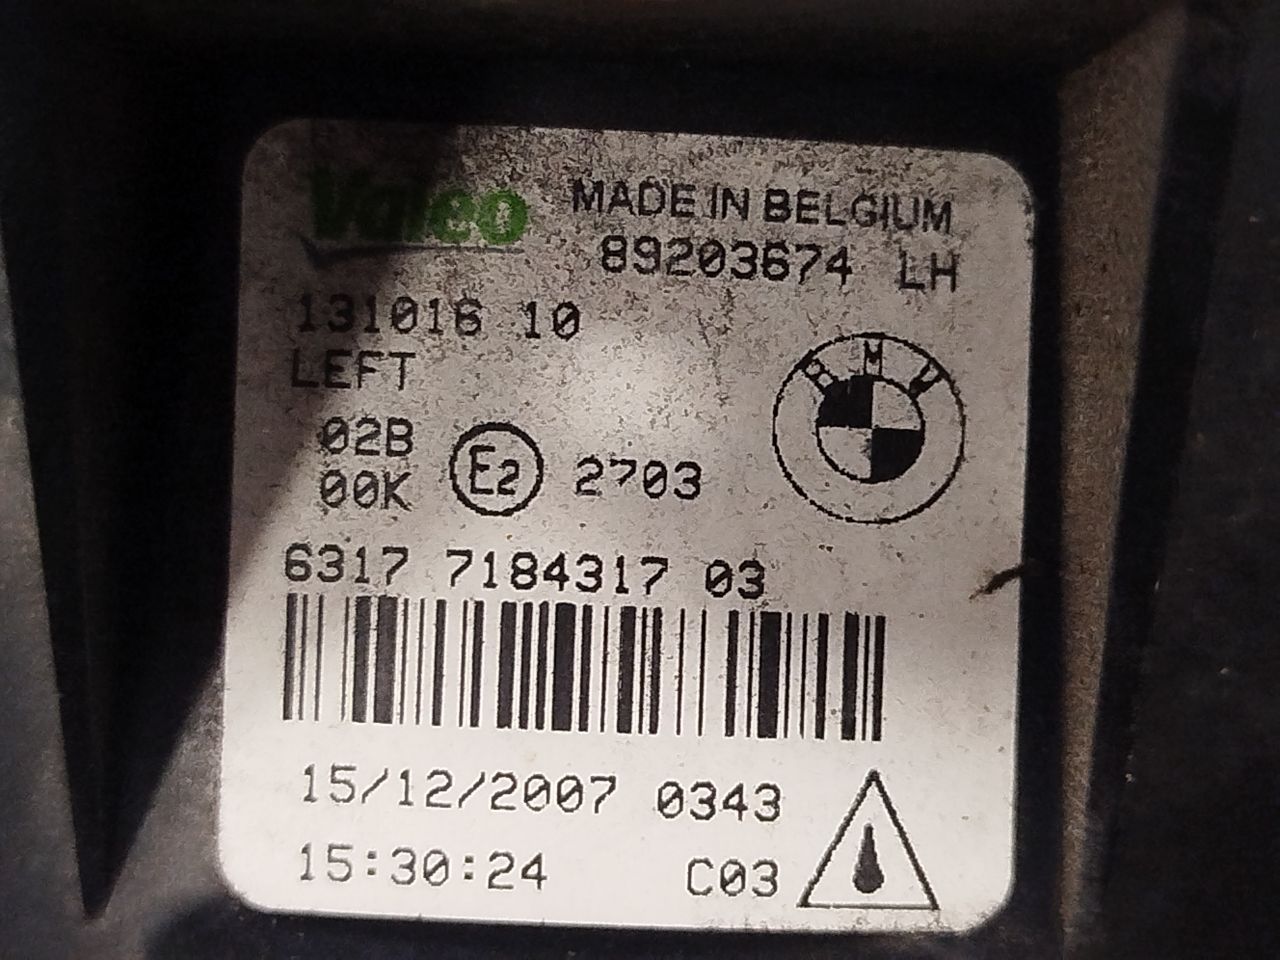 Valeo MADE IN BELGIUM
89203674 LH
131016 10
LEFT
02B
00K E2 2703
BMW
6317 7184317 03
15/12/2007 0343
15:30:24 C03